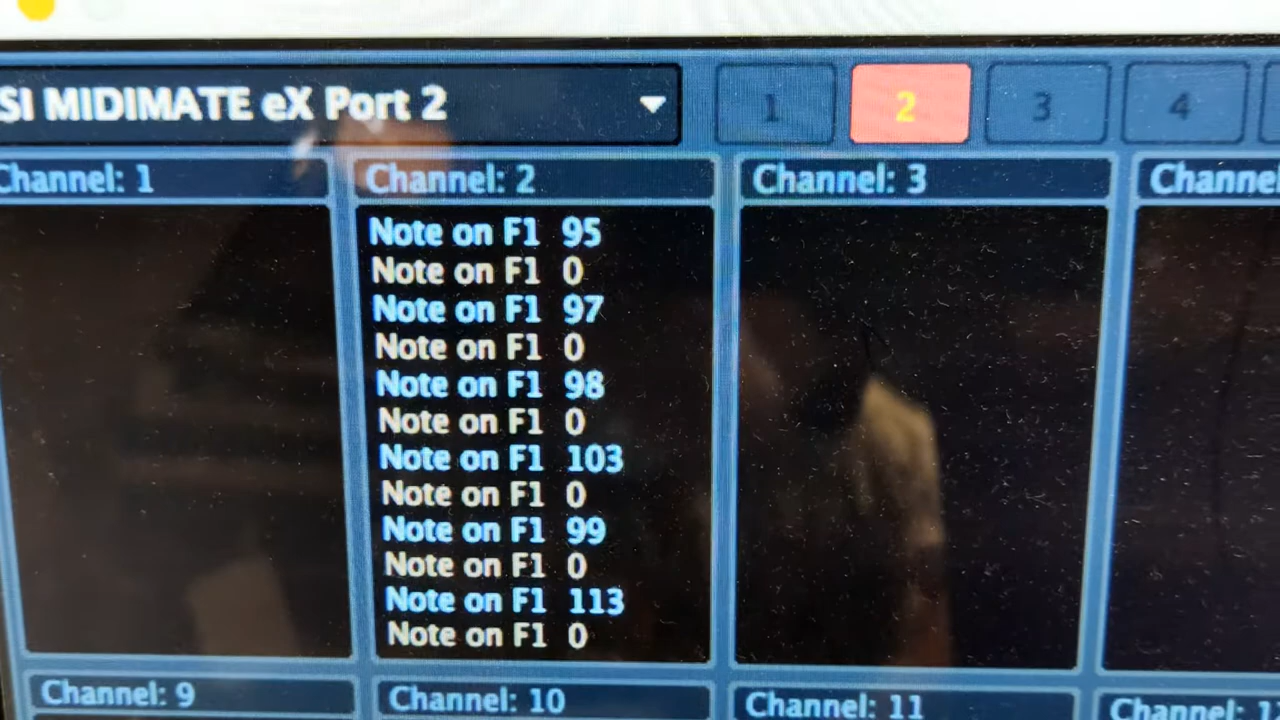 SI MIDIMATE eX Port 2
1 2 3 4
Channel: 1
Channel: 2
Note on F1 95
Note on F1 0
Note on F1 97
Note on F1 0
Note on F1 98
Note on F1 0
Note on F1 103
Note on F1 0
Note on F1 99
Note on F1 0
Note on F1 113
Note on F1 0
Channel: 3
Channel
Channel: 9
Channel: 10
Channel: 11
Channel: 1